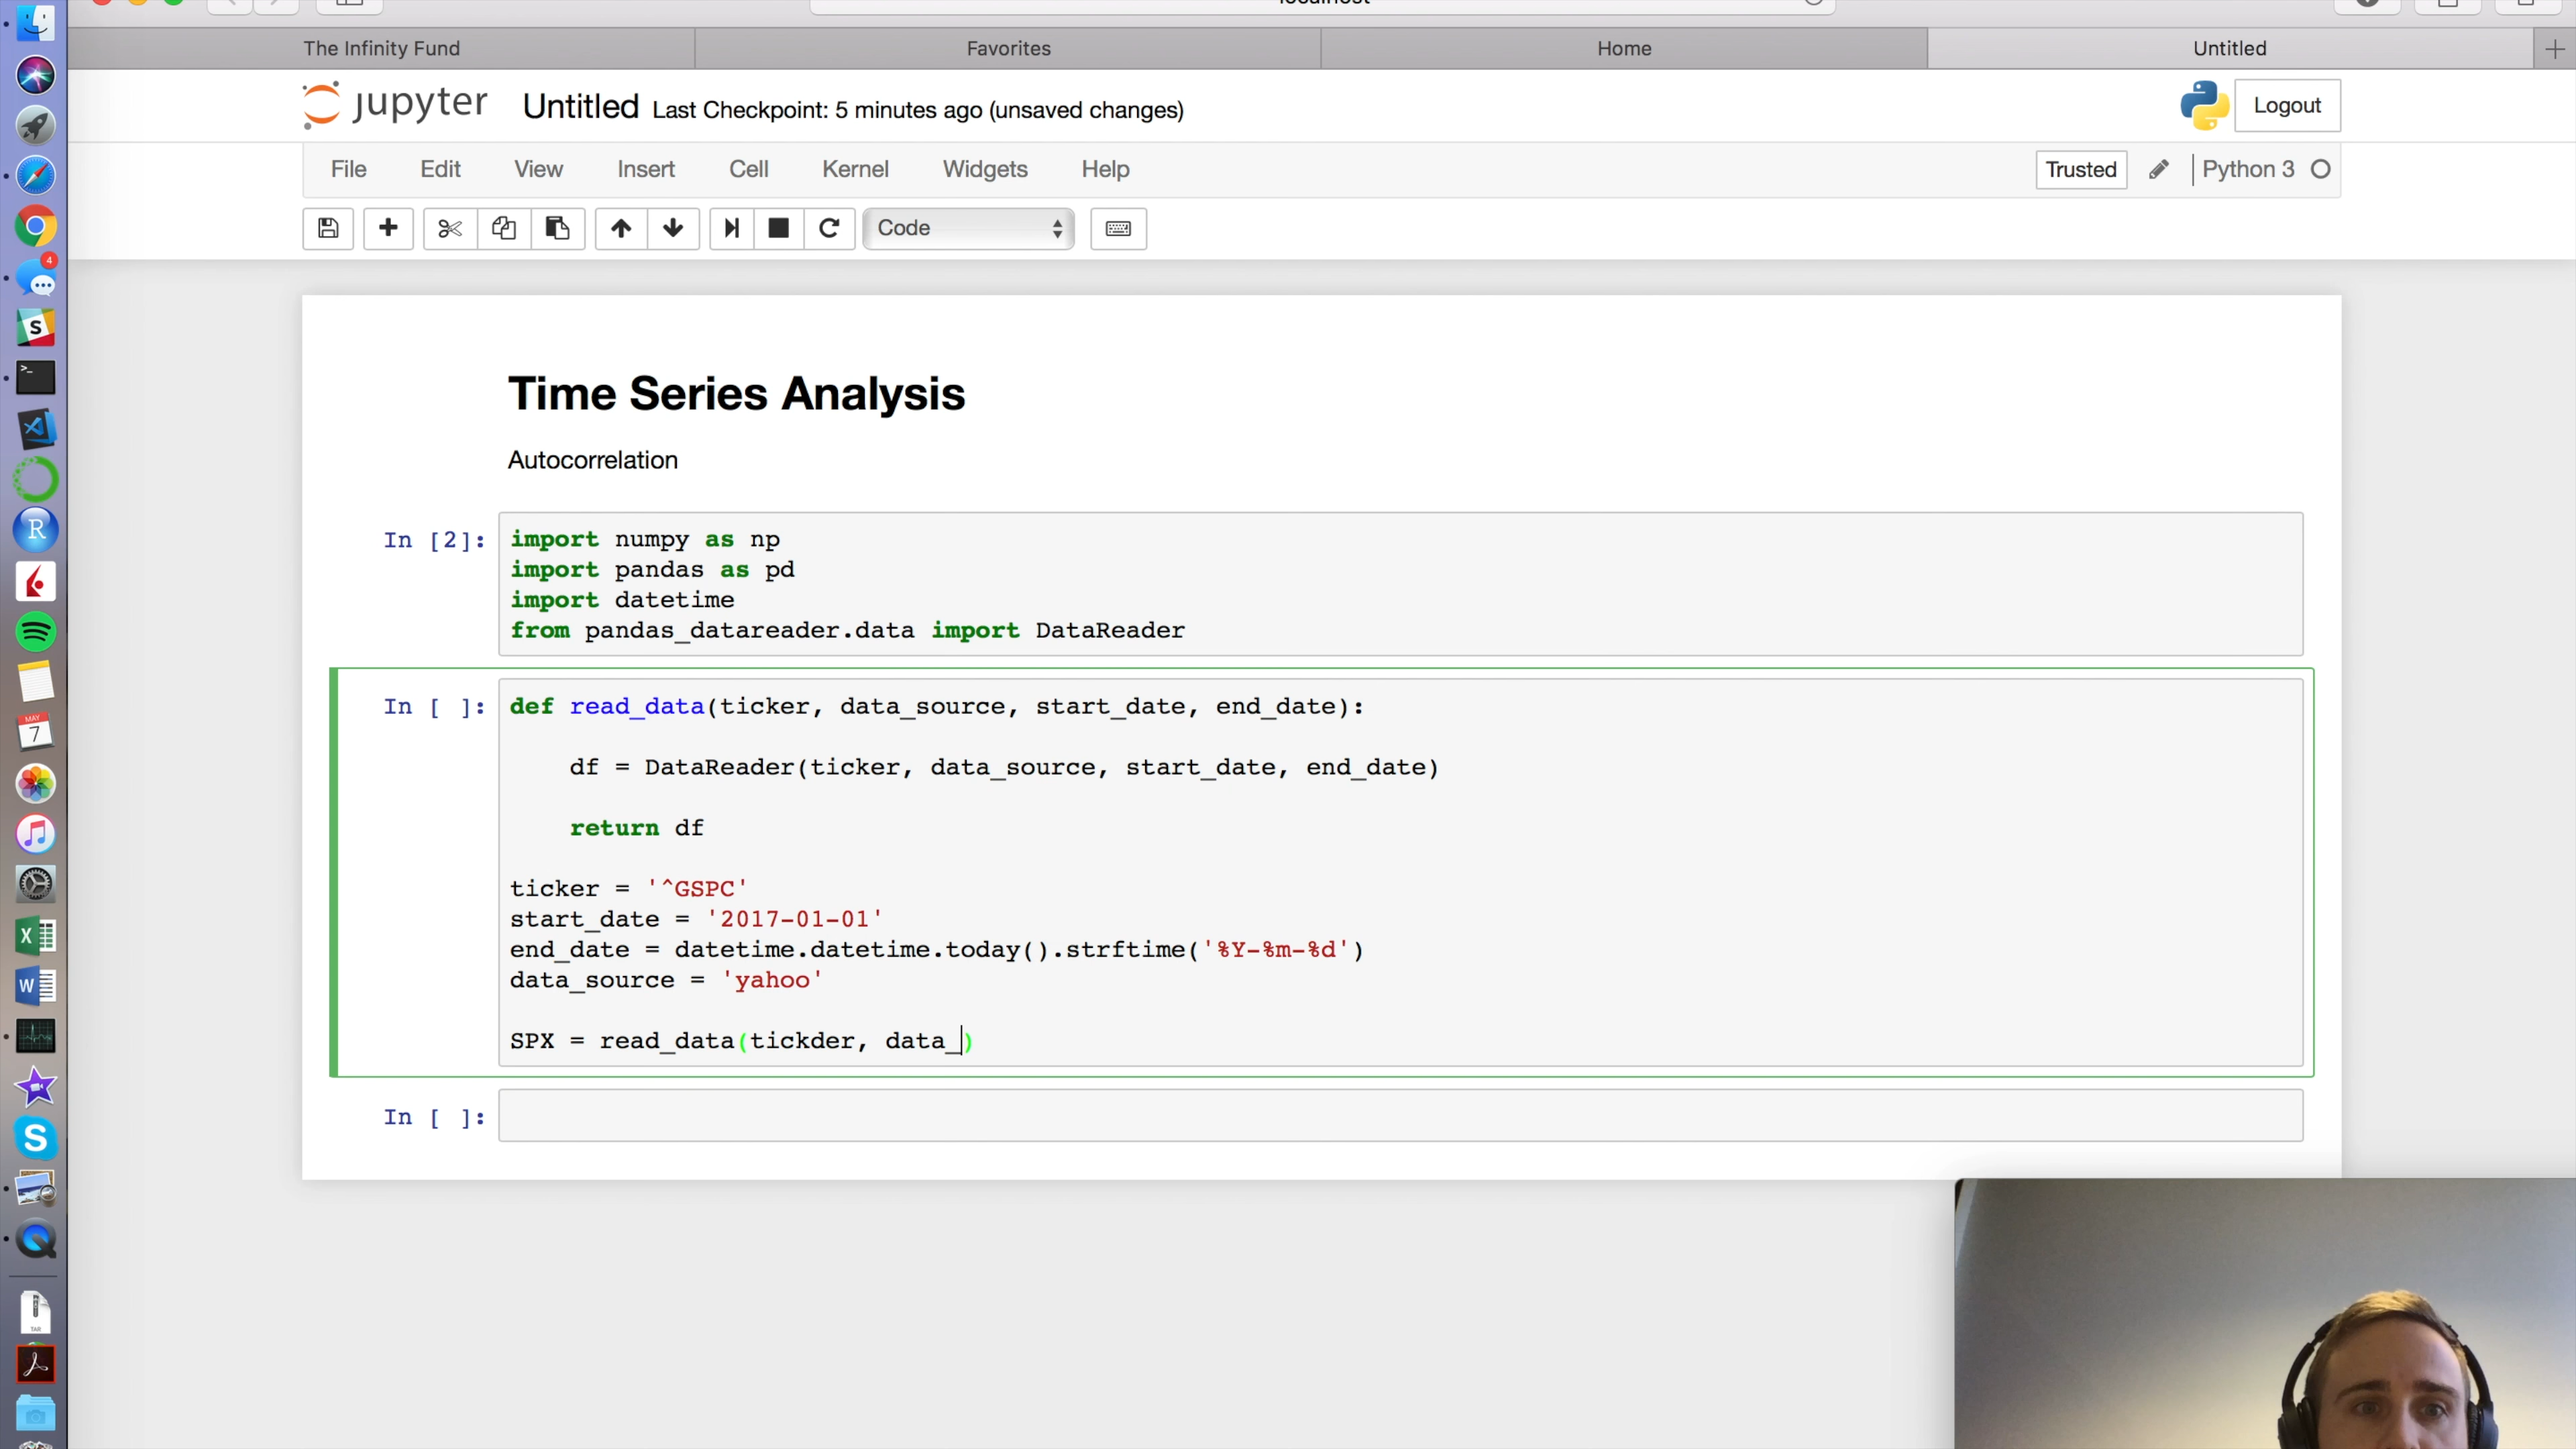 The Infinity Fund
Favorites
Home
Untitled
jupyter Untitled Last Checkpoint: 5 minutes ago (unsaved changes)
Logout
File Edit View Insert Cell Kernel Widgets Help
Trusted
Python 3
Code
4
S
>_
R
MAY
7
X
W
S
TAR
Time Series Analysis
Autocorrelation
In [2]:
import numpy as np
import pandas as pd
import datetime
from pandas_datareader.data import DataReader
In [ ]:
def read_data(ticker, data_source, start_date, end_date):
df = DataReader(ticker, data_source, start_date, end_date)
return df
ticker = '^GSPC'
start_date = '2017-01-01'
end_date = datetime.datetime.today().strftime('%Y-%m-%d')
data_source = 'yahoo'
SPX = read_data(tickder, data_)
In [ ]: